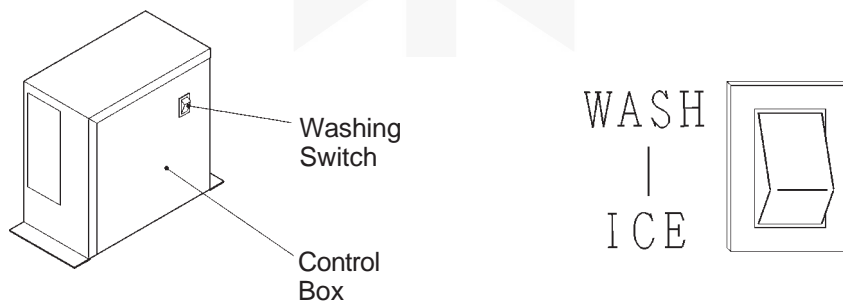 Washing
Switch
Control
Box
WASH
ICE